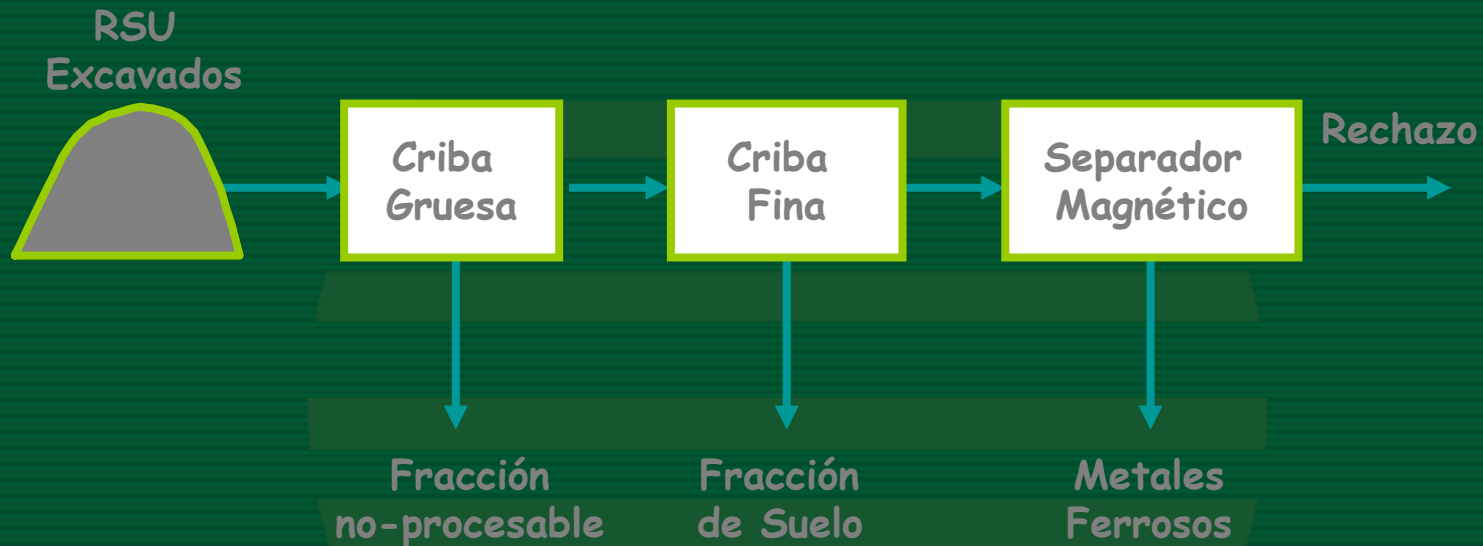 RSU
Excavados
Criba
Gruesa
Criba
Fina
Separador
Magnético
Rechazo
Fracción
no-procesable
Fracción
de Suelo
Metales
Ferrosos